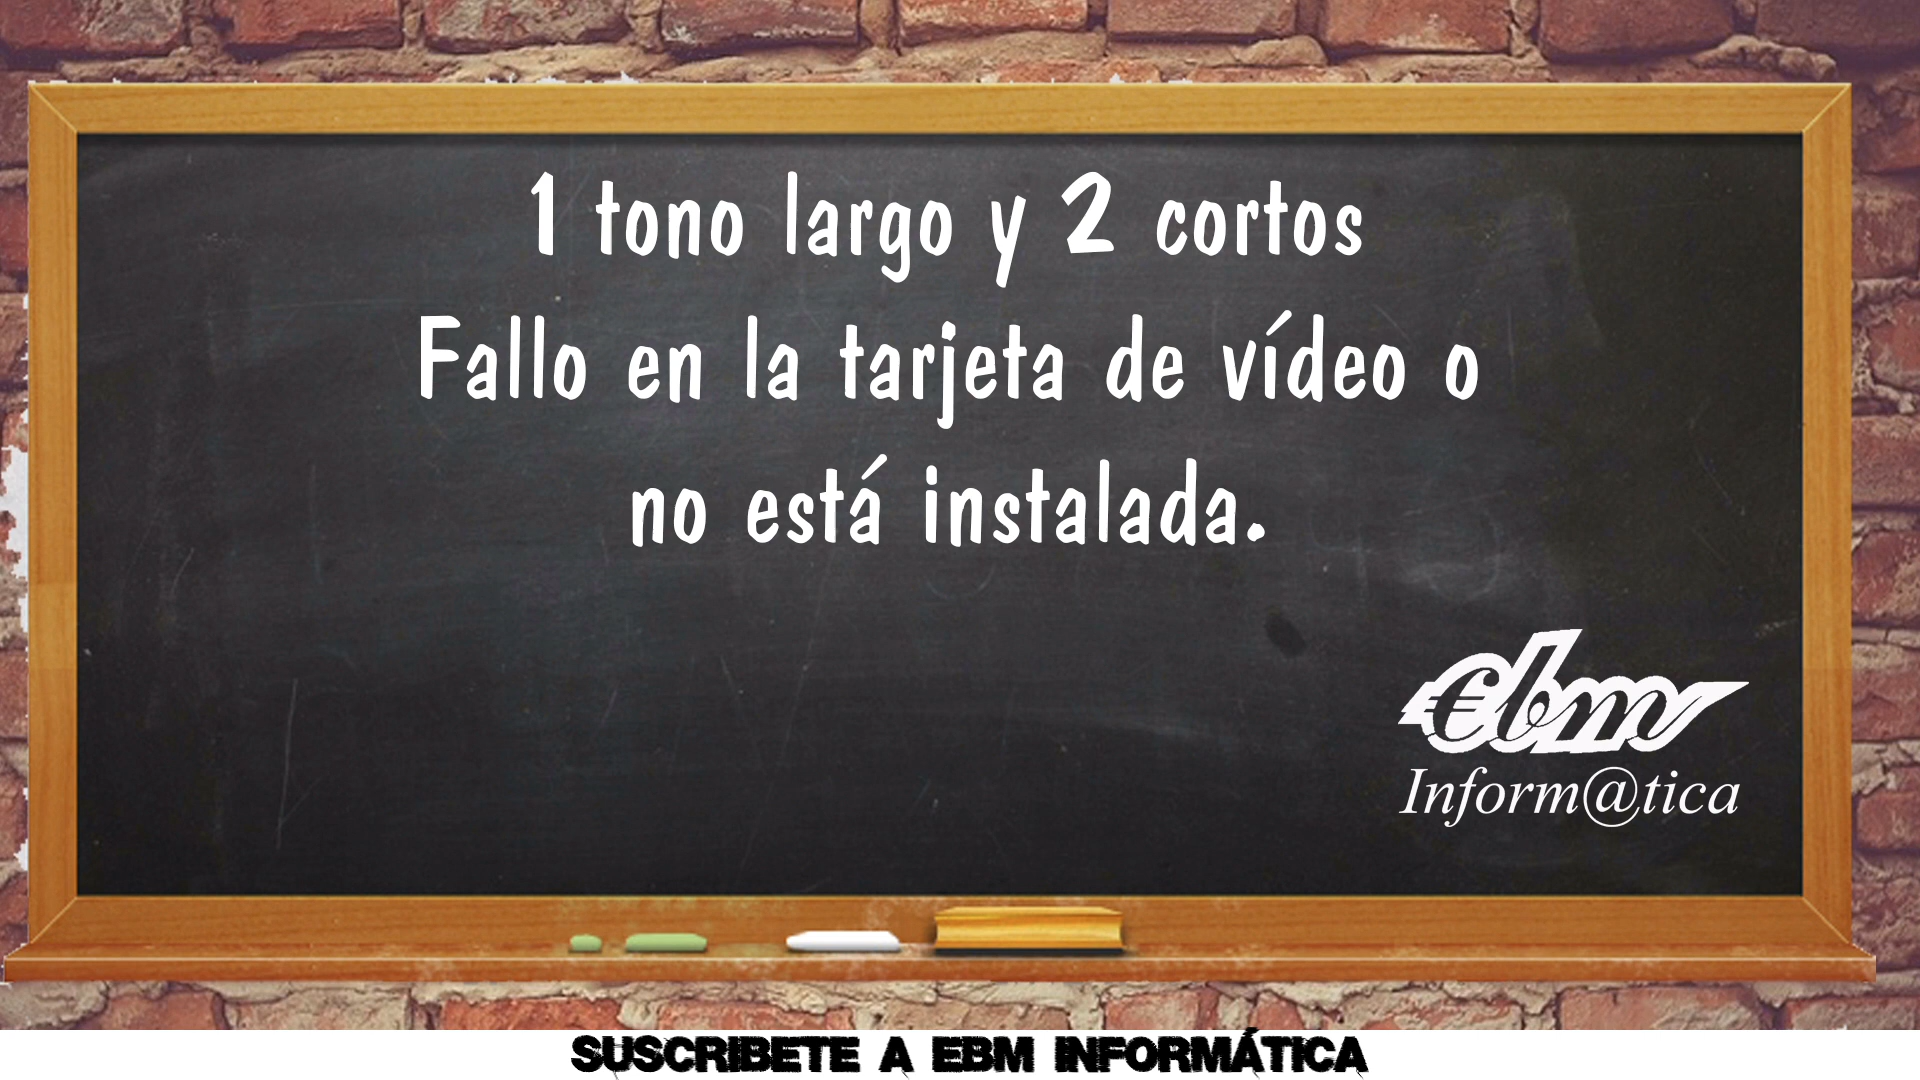 1 tono largo y 2 cortos
Fallo en la tarjeta de vídeo o
no está instalada.
€bm
Inform@tica
SUSCRIBETE A EBM INFORMÁTICA